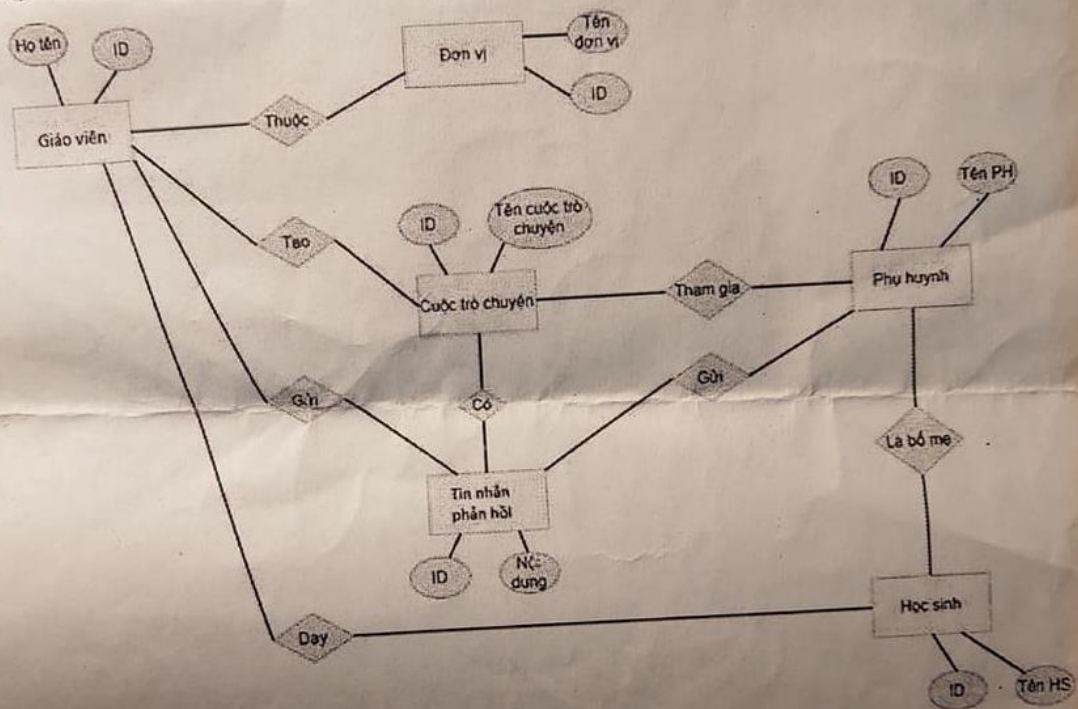 Họ tên
ID
Tên
đơn vị
Đơn vị
ID
Thuộc
Giáo viên
ID
Tên PH
ID
Tên cuộc trò
chuyện
Tạo
Phụ huynh
Tham gia
Cuộc trò chuyện
Gửi
Gửi
Có
Là bố mẹ
Tin nhắn
phản hồi
ID
dung
Học sinh
Dạy
ID
Tên HS